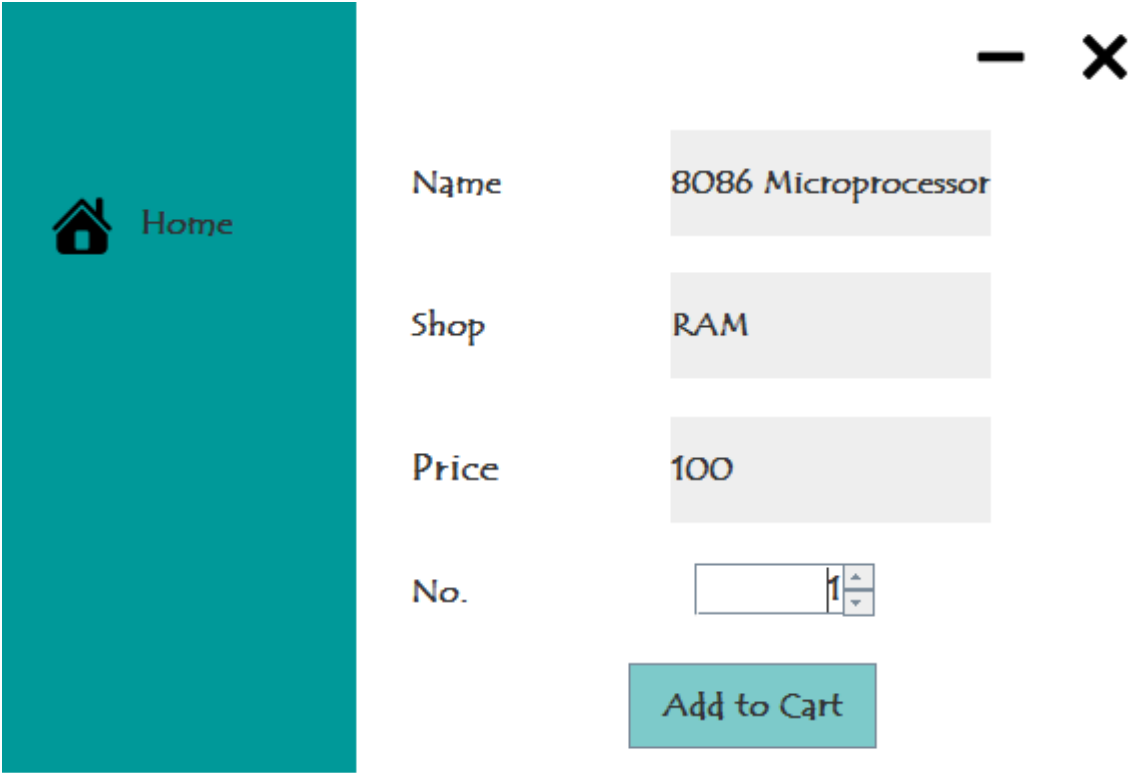 Home
Name
8086 Microprocessor
Shop
RAM
Price
100
No.
1
Add to Cart